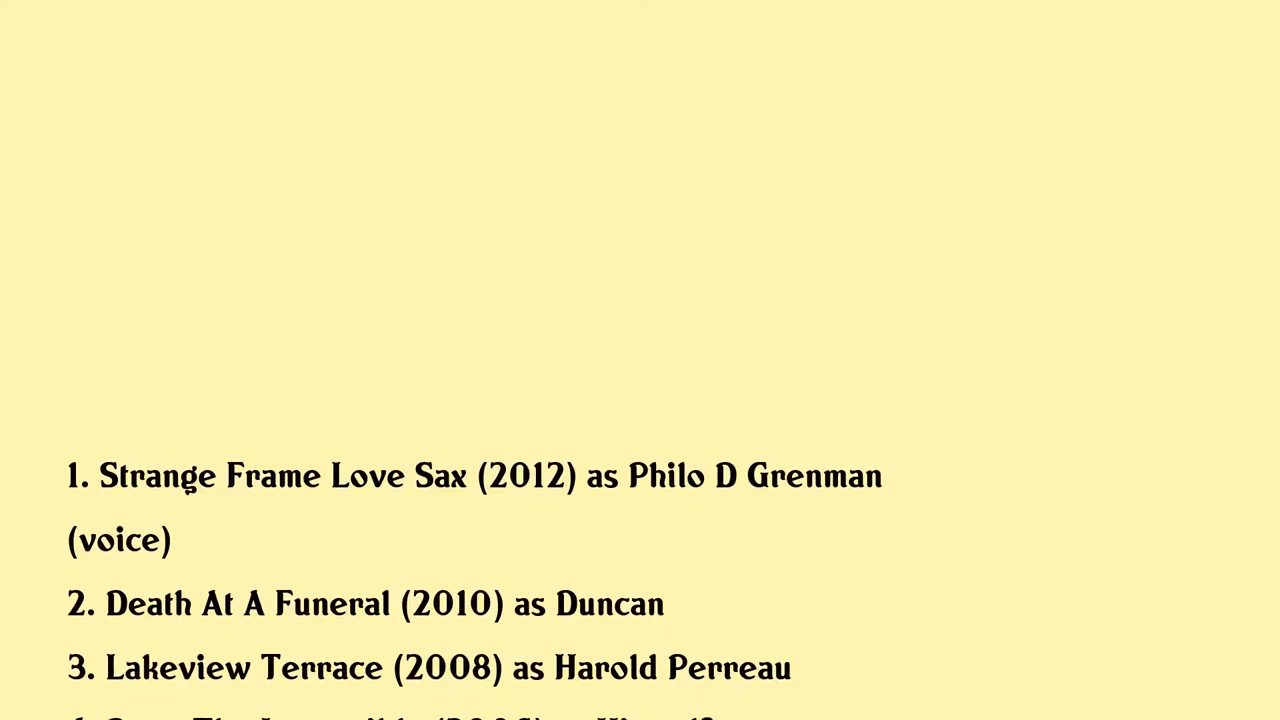 1. Strange Frame Love Sax (2012) as Philo D Grenman
(voice)
2. Death At A Funeral (2010) as Duncan
3. Lakeview Terrace (2008) as Harold Perreau